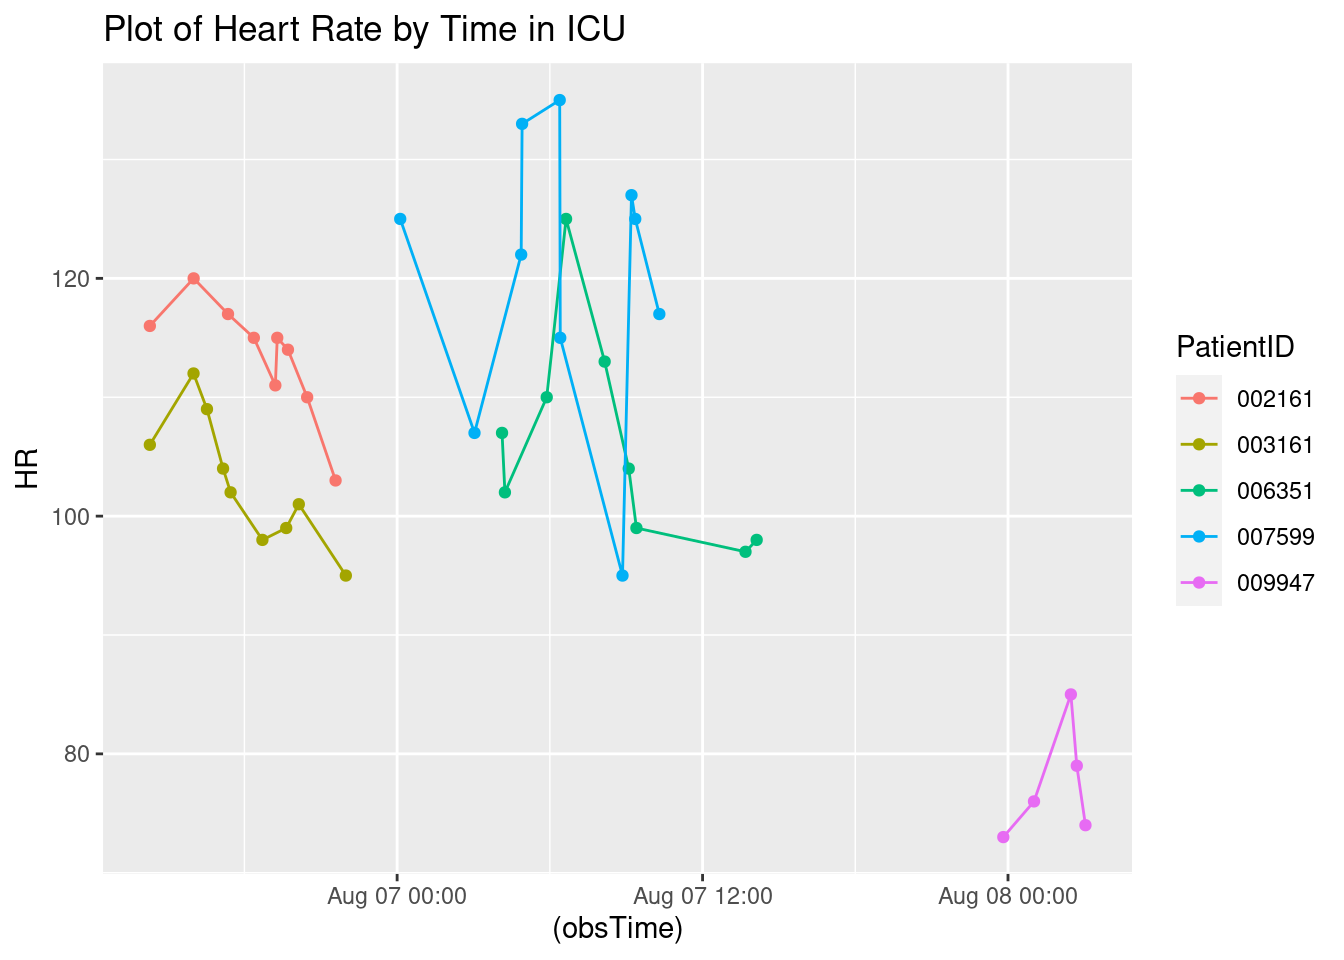 Plot of Heart Rate by Time in ICU
HR
120
100
80
Aug 07 00:00
Aug 07 12:00
Aug 08 00:00
(obsTime)
PatientID
002161
003161
006351
007599
009947